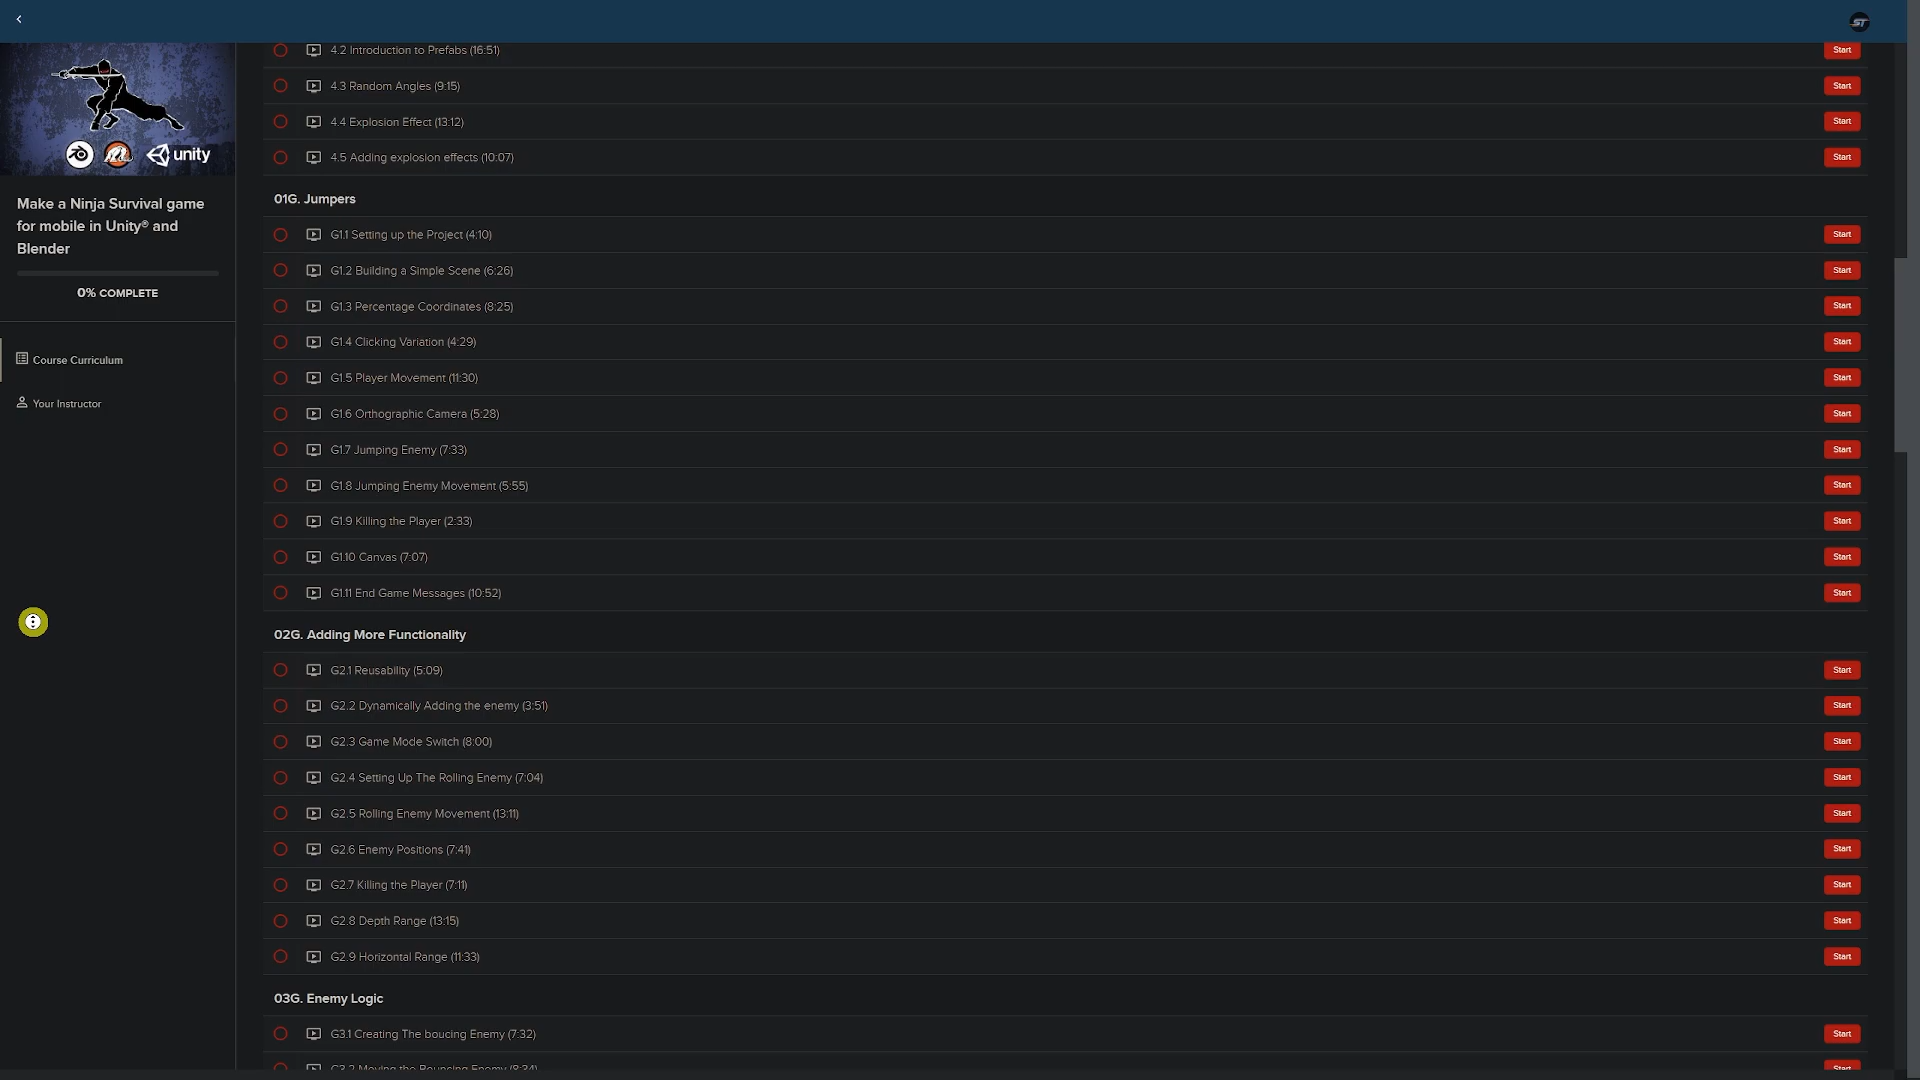 ST
unity
Make a Ninja Survival game
for mobile in Unity® and
Blender
0% COMPLETE
Course Curriculum
Your Instructor
4.2 Introduction to Prefabs (16:51) Start
4.3 Random Angles (9:15) Start
4.4 Explosion Effect (13:12) Start
4.5 Adding explosion effects (10:07) Start
01G. Jumpers
G1.1 Setting up the Project (4:10) Start
G1.2 Building a Simple Scene (6:26) Start
G1.3 Percentage Coordinates (8:25) Start
G1.4 Clicking Variation (4:29) Start
G1.5 Player Movement (11:30) Start
G1.6 Orthographic Camera (5:28) Start
G1.7 Jumping Enemy (7:33) Start
G1.8 Jumping Enemy Movement (5:55) Start
G1.9 Killing the Player (2:33) Start
G1.10 Canvas (7:07) Start
G1.11 End Game Messages (10:52) Start
02G. Adding More Functionality
G2.1 Reusability (5:09) Start
G2.2 Dynamically Adding the enemy (3:51) Start
G2.3 Game Mode Switch (8:00) Start
G2.4 Setting Up The Rolling Enemy (7:04) Start
G2.5 Rolling Enemy Movement (13:11) Start
G2.6 Enemy Positions (7:41) Start
G2.7 Killing the Player (7:11) Start
G2.8 Depth Range (13:15) Start
G2.9 Horizontal Range (11:33) Start
03G. Enemy Logic
G3.1 Creating The boucing Enemy (7:32) Start
G3.2 Moving the Bouncing Enemy (8:34) Start